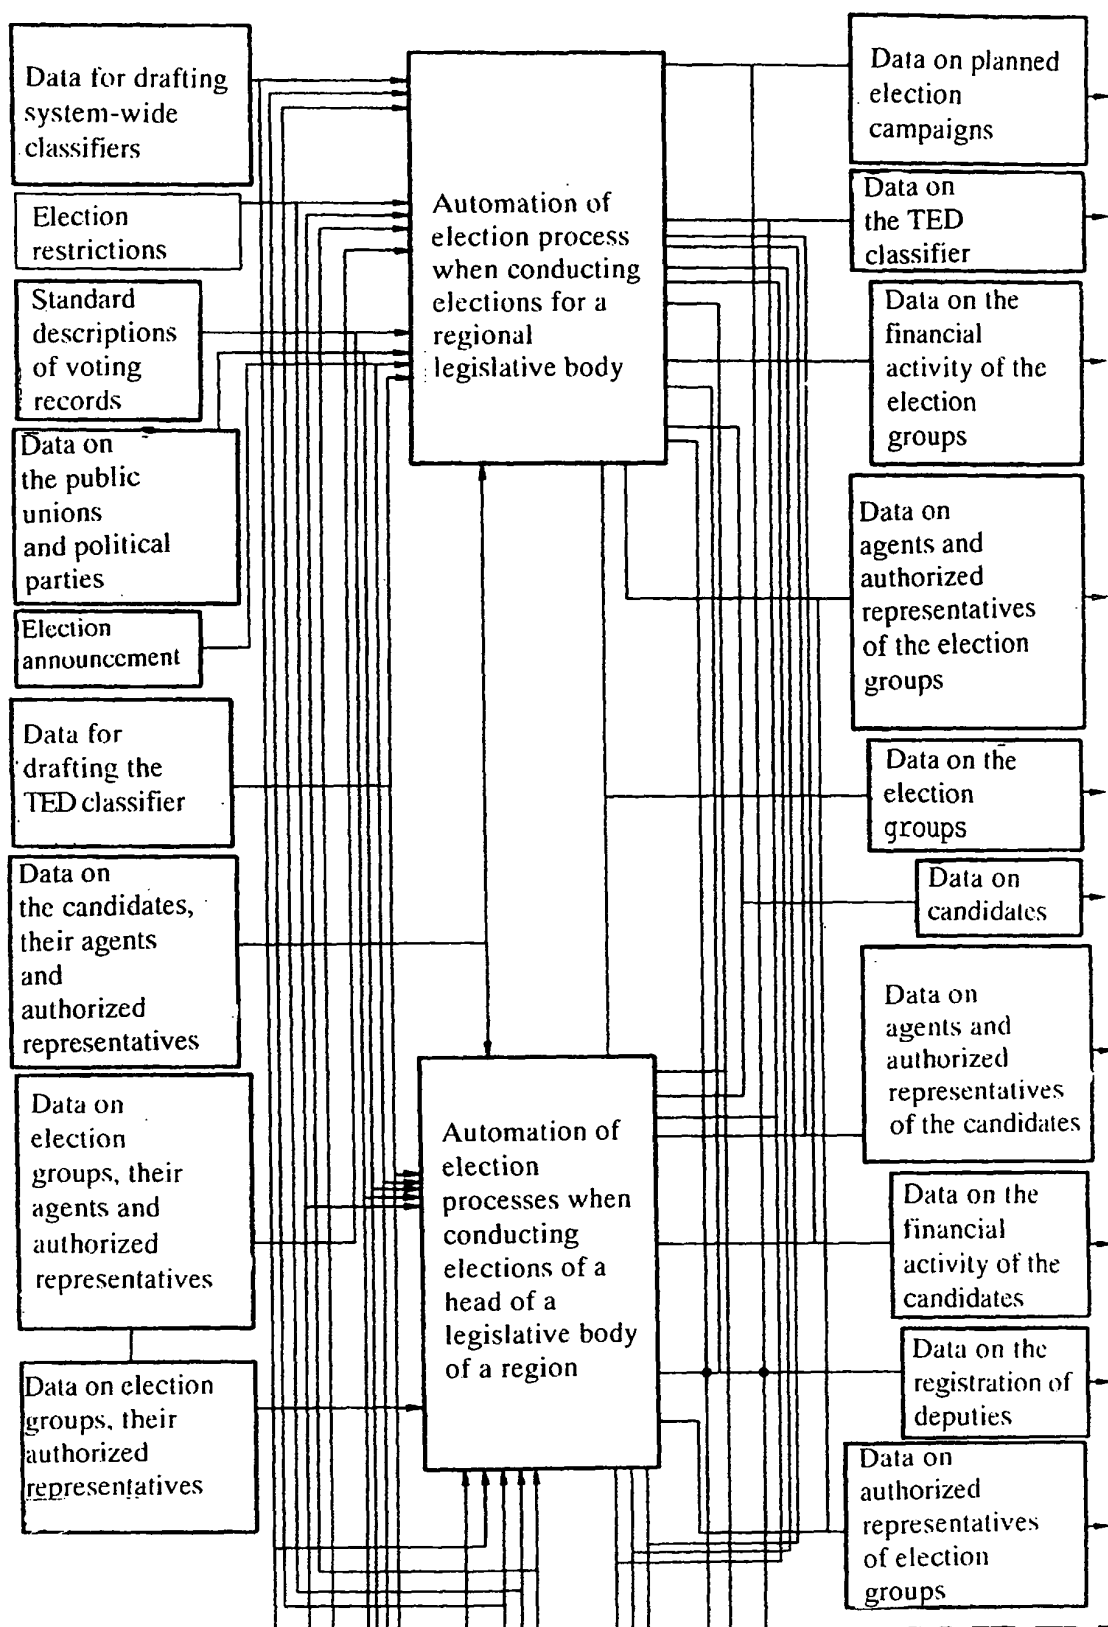 Data for drafting
system-wide
classifiers
Election
restrictions
Standard
descriptions
of voting
records
Data on
the public
unions
and political
parties
Election
announcement
Data for
drafting the
TED classifier
Data on
the candidates,
their agents
and
authorized
representatives
Data on
election
groups, their
agents and
authorized
representatives
Data on election
groups, their
authorized
representatives
Automation of
election process
when conducting
elections for a
regional
legislative body
Automation of
election
processes when
conducting
elections of a
head of a
legislative body
of a region
Data on planned
election
campaigns
Data on
the TED
classifier
Data on the
financial
activity of the
election
groups
Data on
agents and
authorized
representatives
of the election
groups
Data on the
election
groups
Data on
candidates
Data on
agents and
authorized
representatives
of the candidates
Data on the
financial
activity of the
candidates
Data on the
registration of
deputies
Data on
authorized
representatives
of election
groups